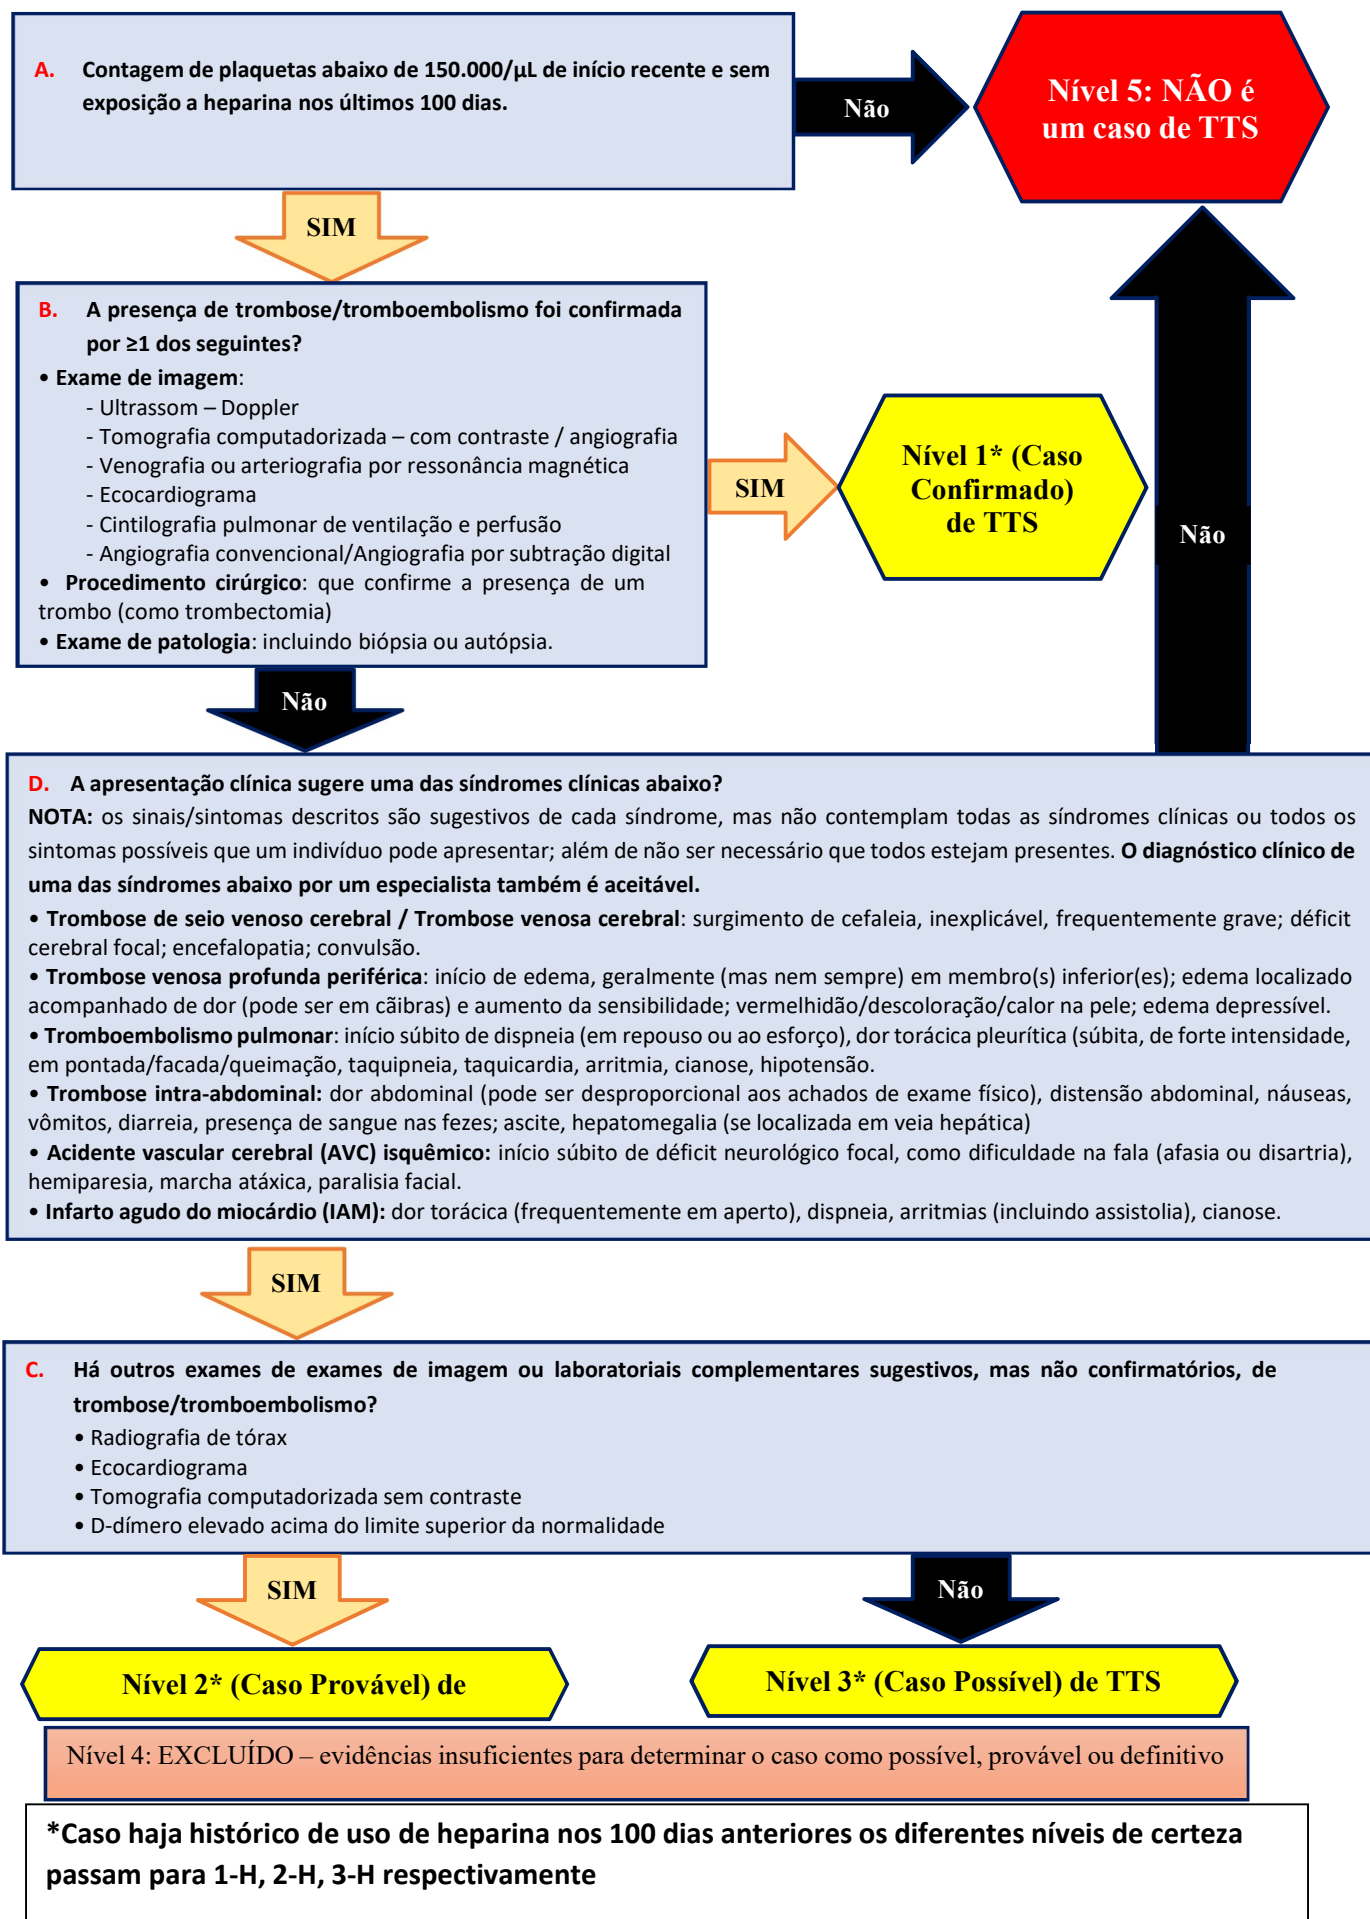 A. Contagem de plaquetas abaixo de 150.000/µL de início recente e sem
exposição a heparina nos últimos 100 dias.
Não
Nível 5: NÃO é
um caso de TTS
SIM
B. A presença de trombose/tromboembolismo foi confirmada
por ≥1 dos seguintes?
• Exame de imagem:
- Ultrassom – Doppler
- Tomografia computadorizada – com contraste / angiografia
- Venografia ou arteriografia por ressonância magnética
- Ecocardiograma
- Cintilografia pulmonar de ventilação e perfusão
- Angiografia convencional/Angiografia por subtração digital
• Procedimento cirúrgico: que confirme a presença de um
trombo (como trombectomia)
• Exame de patologia: incluindo biópsia ou autópsia.
SIM
Nível 1* (Caso
Confirmado)
de TTS
Não
Não
D. A apresentação clínica sugere uma das síndromes clínicas abaixo?
NOTA: os sinais/sintomas descritos são sugestivos de cada síndrome, mas não contemplam todas as síndromes clínicas ou todos os
sintomas possíveis que um indivíduo pode apresentar; além de não ser necessário que todos estejam presentes. O diagnóstico clínico de
uma das síndromes abaixo por um especialista também é aceitável.
• Trombose de seio venoso cerebral / Trombose venosa cerebral: surgimento de cefaleia, inexplicável, frequentemente grave; déficit
cerebral focal; encefalopatia; convulsão.
• Trombose venosa profunda periférica: início de edema, geralmente (mas nem sempre) em membro(s) inferior(es); edema localizado
acompanhado de dor (pode ser em cãibras) e aumento da sensibilidade; vermelhidão/descoloração/calor na pele; edema depressível.
• Tromboembolismo pulmonar: início súbito de dispneia (em repouso ou ao esforço), dor torácica pleurítica (súbita, de forte intensidade,
em pontada/facada/queimação, taquipneia, taquicardia, arritmia, cianose, hipotensão.
• Trombose intra-abdominal: dor abdominal (pode ser desproporcional aos achados de exame físico), distensão abdominal, náuseas,
vômitos, diarreia, presença de sangue nas fezes; ascite, hepatomegalia (se localizada em veia hepática)
• Acidente vascular cerebral (AVC) isquêmico: início súbito de déficit neurológico focal, como dificuldade na fala (afasia ou disartria),
hemiparesia, marcha atáxica, paralisia facial.
• Infarto agudo do miocárdio (IAM): dor torácica (frequentemente em aperto), dispneia, arritmias (incluindo assistolia), cianose.
SIM
C. Há outros exames de exames de imagem ou laboratoriais complementares sugestivos, mas não confirmatórios, de
trombose/tromboembolismo?
• Radiografia de tórax
• Ecocardiograma
• Tomografia computadorizada sem contraste
• D-dímero elevado acima do limite superior da normalidade
SIM
Não
Nível 2* (Caso Provável) de
Nível 3* (Caso Possível) de TTS
Nível 4: EXCLUÍDO – evidências insuficientes para determinar o caso como possível, provável ou definitivo
*Caso haja histórico de uso de heparina nos 100 dias anteriores os diferentes níveis de certeza
passam para 1-H, 2-H, 3-H respectivamente